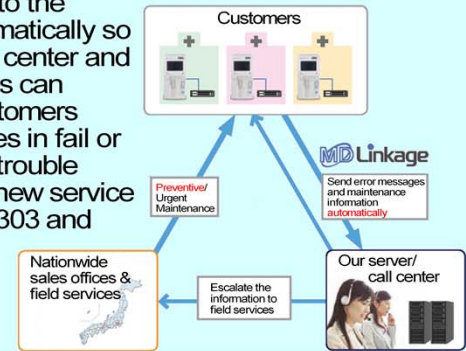 to the
matically so
center and
s can
tomers
es in fail or
trouble
new service
303 and
Customers
MD Linkage
Send error messages
and maintenance
information
automatically
Preventive/
Urgent
Maintenance
Nationwide
sales offices &
field services
Escalate the
information to
field services
Our server/
call center